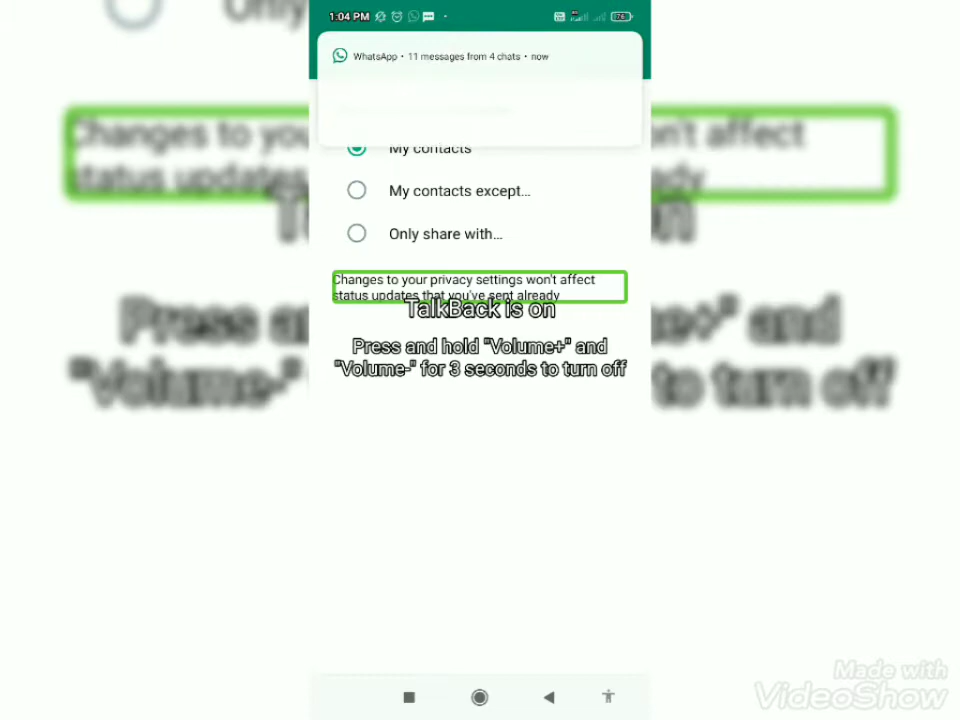 1:04 PM
76
WhatsApp • 11 messages from 4 chats • now
My contacts
My contacts except...
Only share with...
Changes to your privacy settings won't affect
status updates that you've sent already
TalkBack is on
Press and hold "Volume+" and
"Volume-" for 3 seconds to turn off
Made with
VideoShow